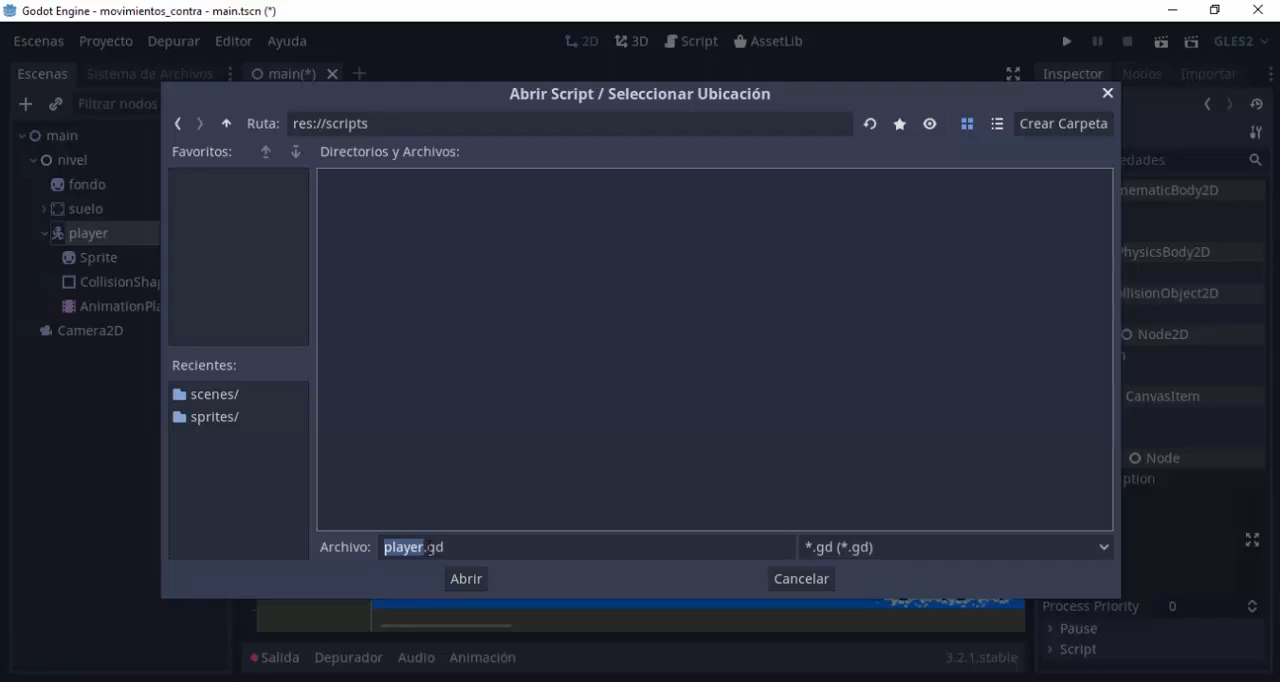 Godot Engine - movimientos_contra - main.tscn (*)
Escenas Proyecto Depurar Editor Ayuda 2D 3D Script AssetLib GLES2
Escenas Sistema de Archivos main(*) Inspector Nodos Importar
Filtrar nodos
Abrir Script / Seleccionar Ubicación
Ruta: res://scripts Crear Carpeta
Favoritos: Directorios y Archivos:
main
nivel
fondo
suelo
player
Sprite
CollisionShap
AnimationPla
Camera2D
edades
nematicBody2D
PhysicsBody2D
ollisionObject2D
Node2D
CanvasItem
Node
ption
Recientes:
scenes/
sprites/
Archivo: player.gd *.gd (*.gd)
Abrir Cancelar
Process Priority 0
Pause
Script
Salida Depurador Audio Animación 3.2.1.stable